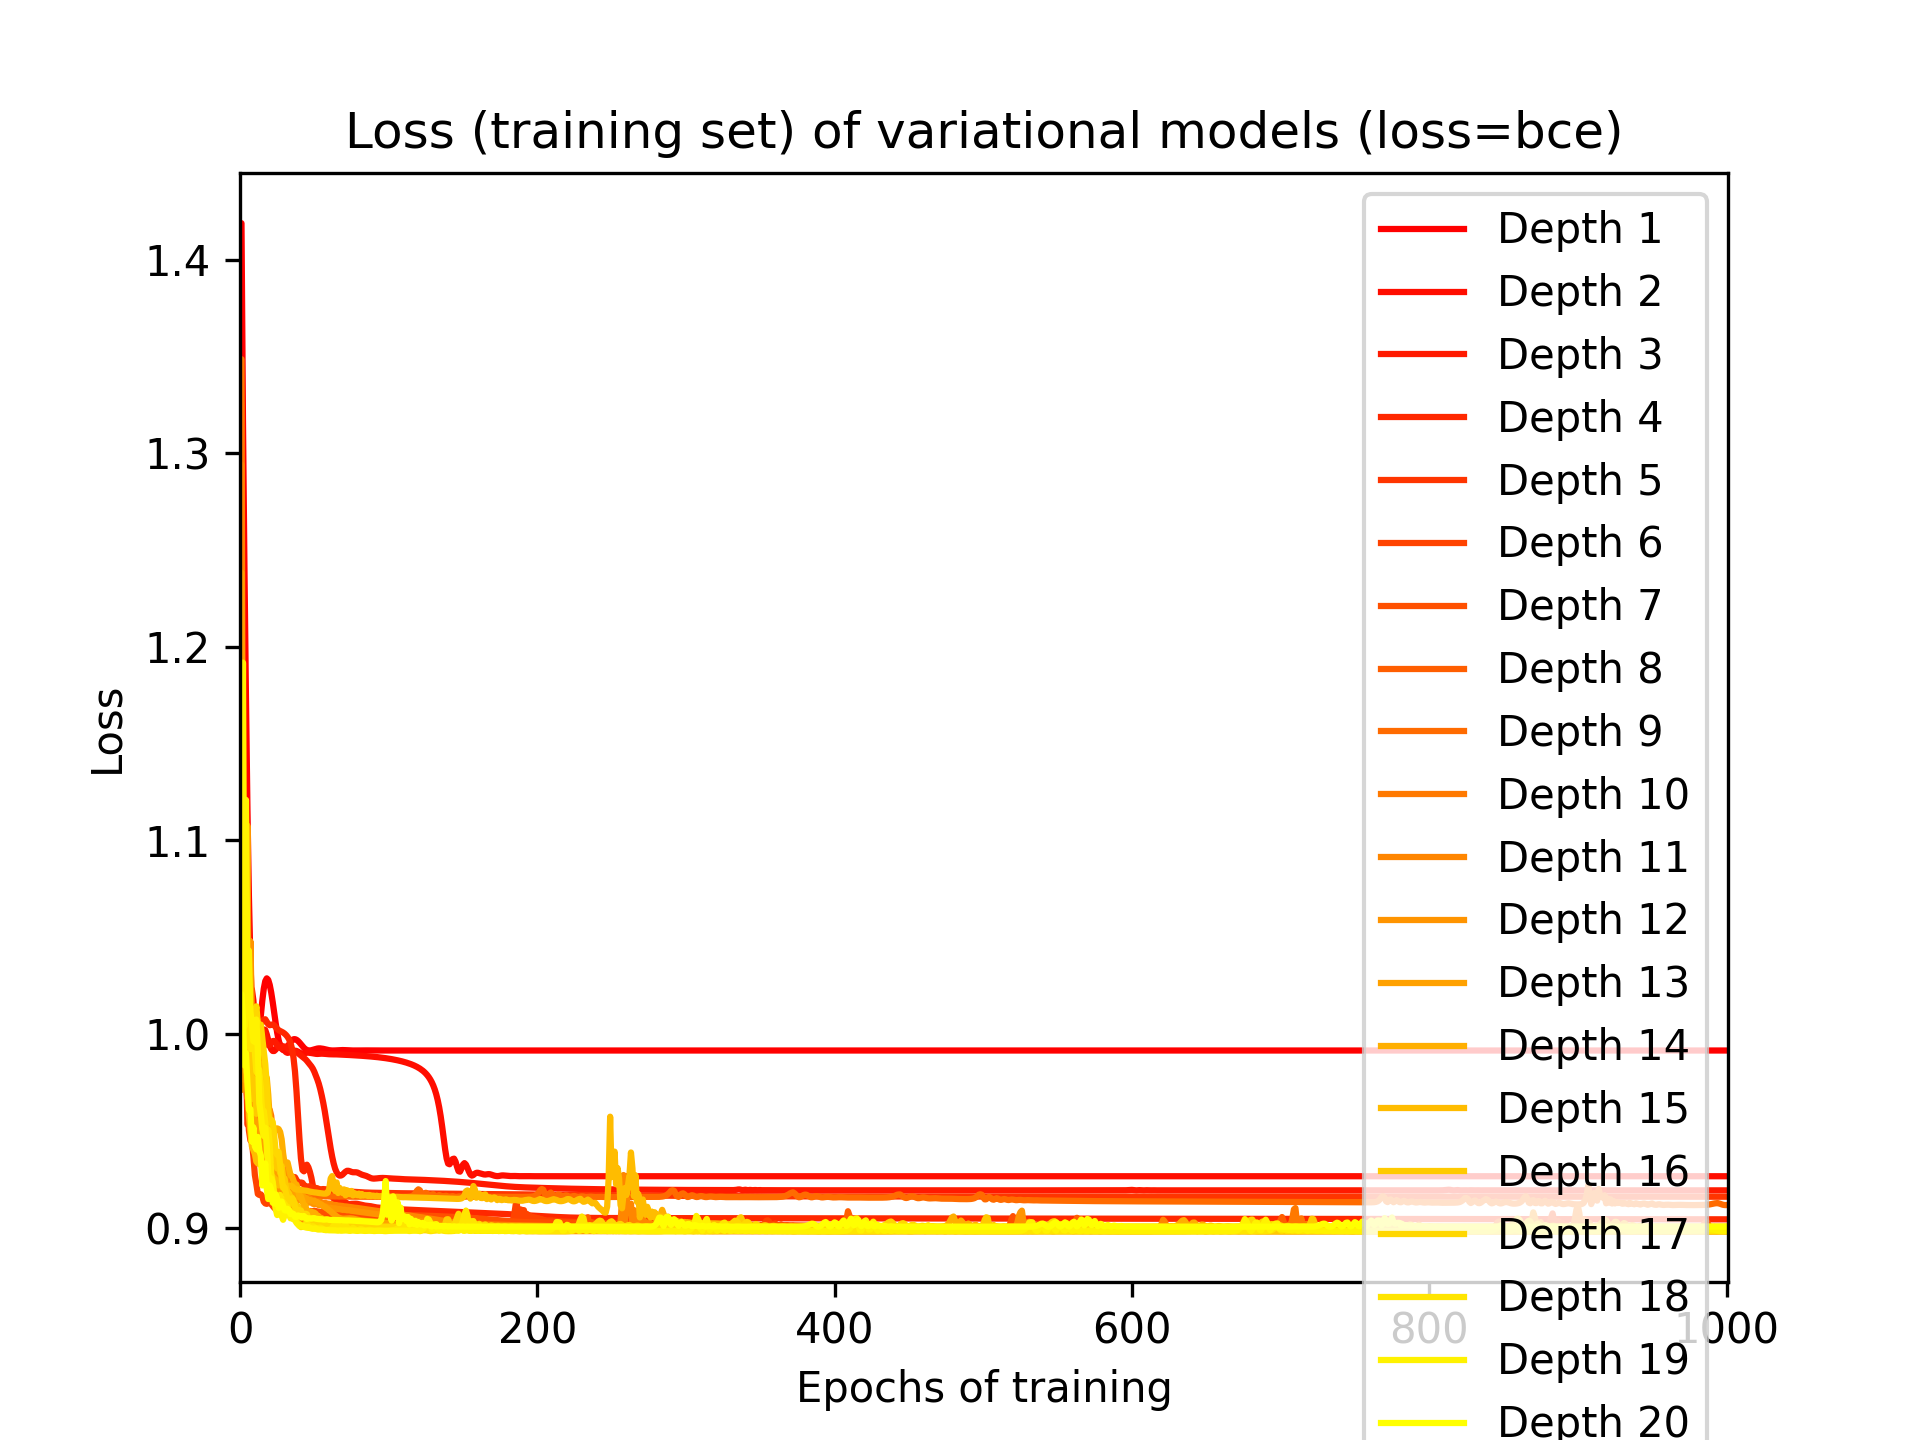 Loss (training set) of variational models (loss=bce)
Loss
1.4
1.3
1.2
1.1
1.0
0.9
0
200
400
600
800
1000
Epochs of training
Depth 1
Depth 2
Depth 3
Depth 4
Depth 5
Depth 6
Depth 7
Depth 8
Depth 9
Depth 10
Depth 11
Depth 12
Depth 13
Depth 14
Depth 15
Depth 16
Depth 17
Depth 18
Depth 19
Depth 20